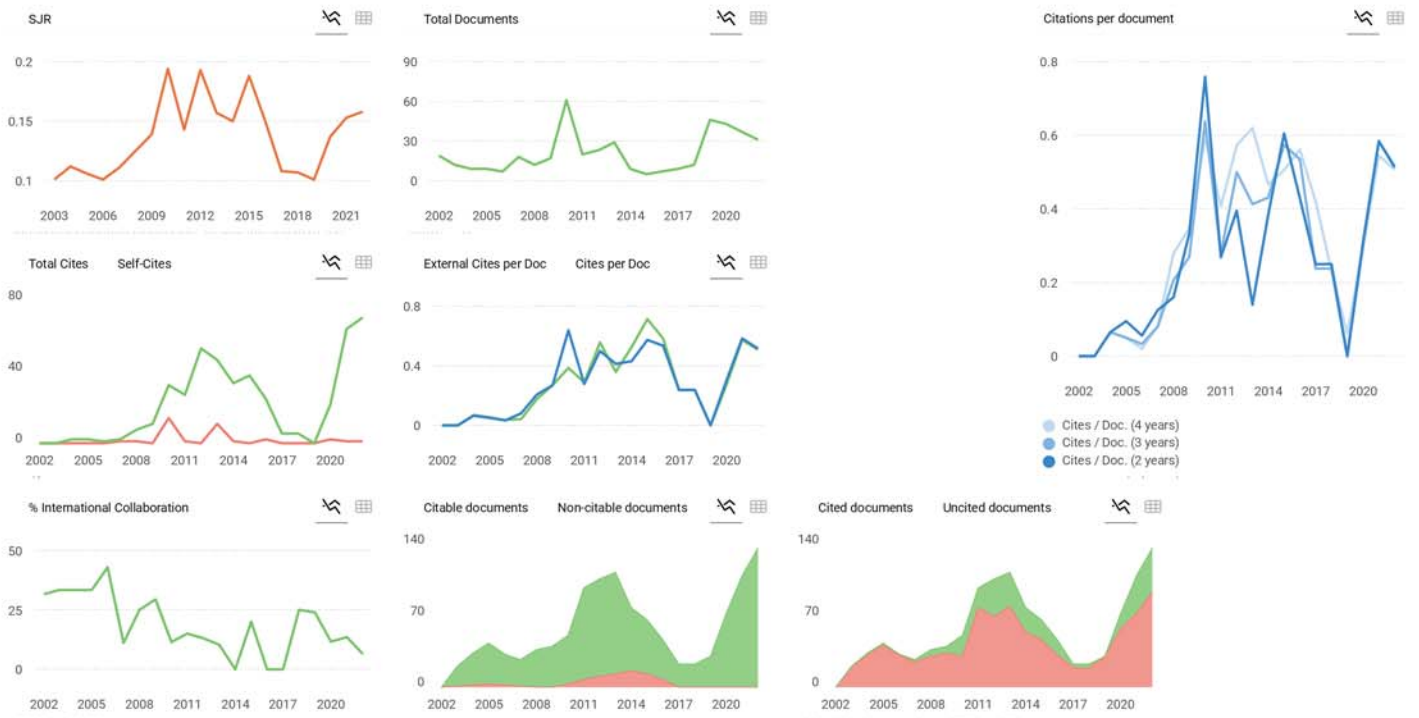 SJR
0.2
0.15
0.1
2003 2006 2009 2012 2015 2018 2021
Total Documents
90
60
30
0
2002 2005 2008 2011 2014 2017 2020
Citations per document
0.8
0.6
0.4
0.2
0
2002 2005 2008 2011 2014 2017 2020
Cites / Doc. (4 years)
Cites / Doc. (3 years)
Cites / Doc. (2 years)
Total Cites Self-Cites
80
40
0
2002 2005 2008 2011 2014 2017 2020
External Cites per Doc Cites per Doc
0.8
0.4
0
2002 2005 2008 2011 2014 2017 2020
% International Collaboration
50
25
0
2002 2005 2008 2011 2014 2017 2020
Citable documents Non-citable documents
140
70
0
2002 2005 2008 2011 2014 2017 2020
Cited documents Uncited documents
140
70
0
2002 2005 2008 2011 2014 2017 2020